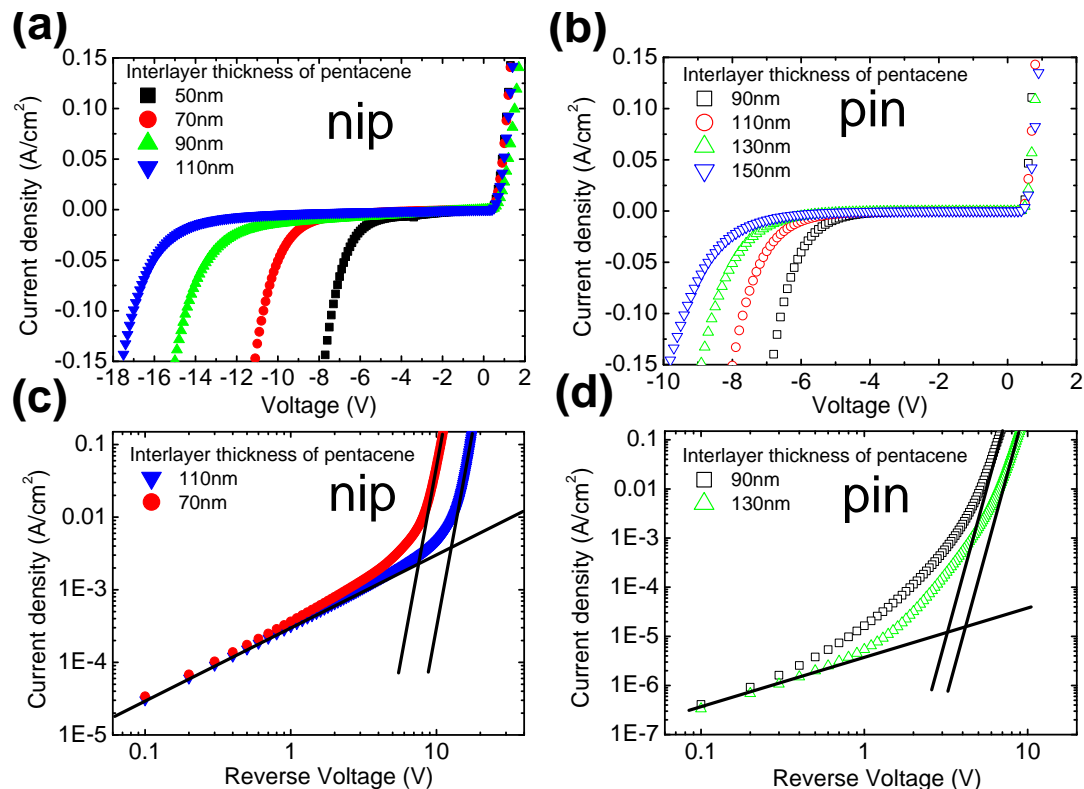 (a)
0.15
0.10
0.05
0.00
-0.05
-0.10
-0.15
Current density (A/cm²)
Interlayer thickness of pentacene
50nm
70nm
90nm
110nm
nip
-18 -16 -14 -12 -10 -8 -6 -4 -2 0 2
Voltage (V)
(b)
0.15
0.10
0.05
0.00
-0.05
-0.10
-0.15
Current density (A/cm²)
Interlayer thickness of pentacene
90nm
110nm
130nm
150nm
pin
-10 -8 -6 -4 -2 0 2
Voltage (V)
(c)
0.1
0.01
1E-3
1E-4
1E-5
Current density (A/cm²)
Interlayer thickness of pentacene
110nm
70nm
nip
0.1 1 10
Reverse Voltage (V)
(d)
0.1
0.01
1E-3
1E-4
1E-5
1E-6
1E-7
Current density (A/cm²)
Interlayer thickness of pentacene
90nm
130nm
pin
0.1 1 10
Reverse Voltage (V)